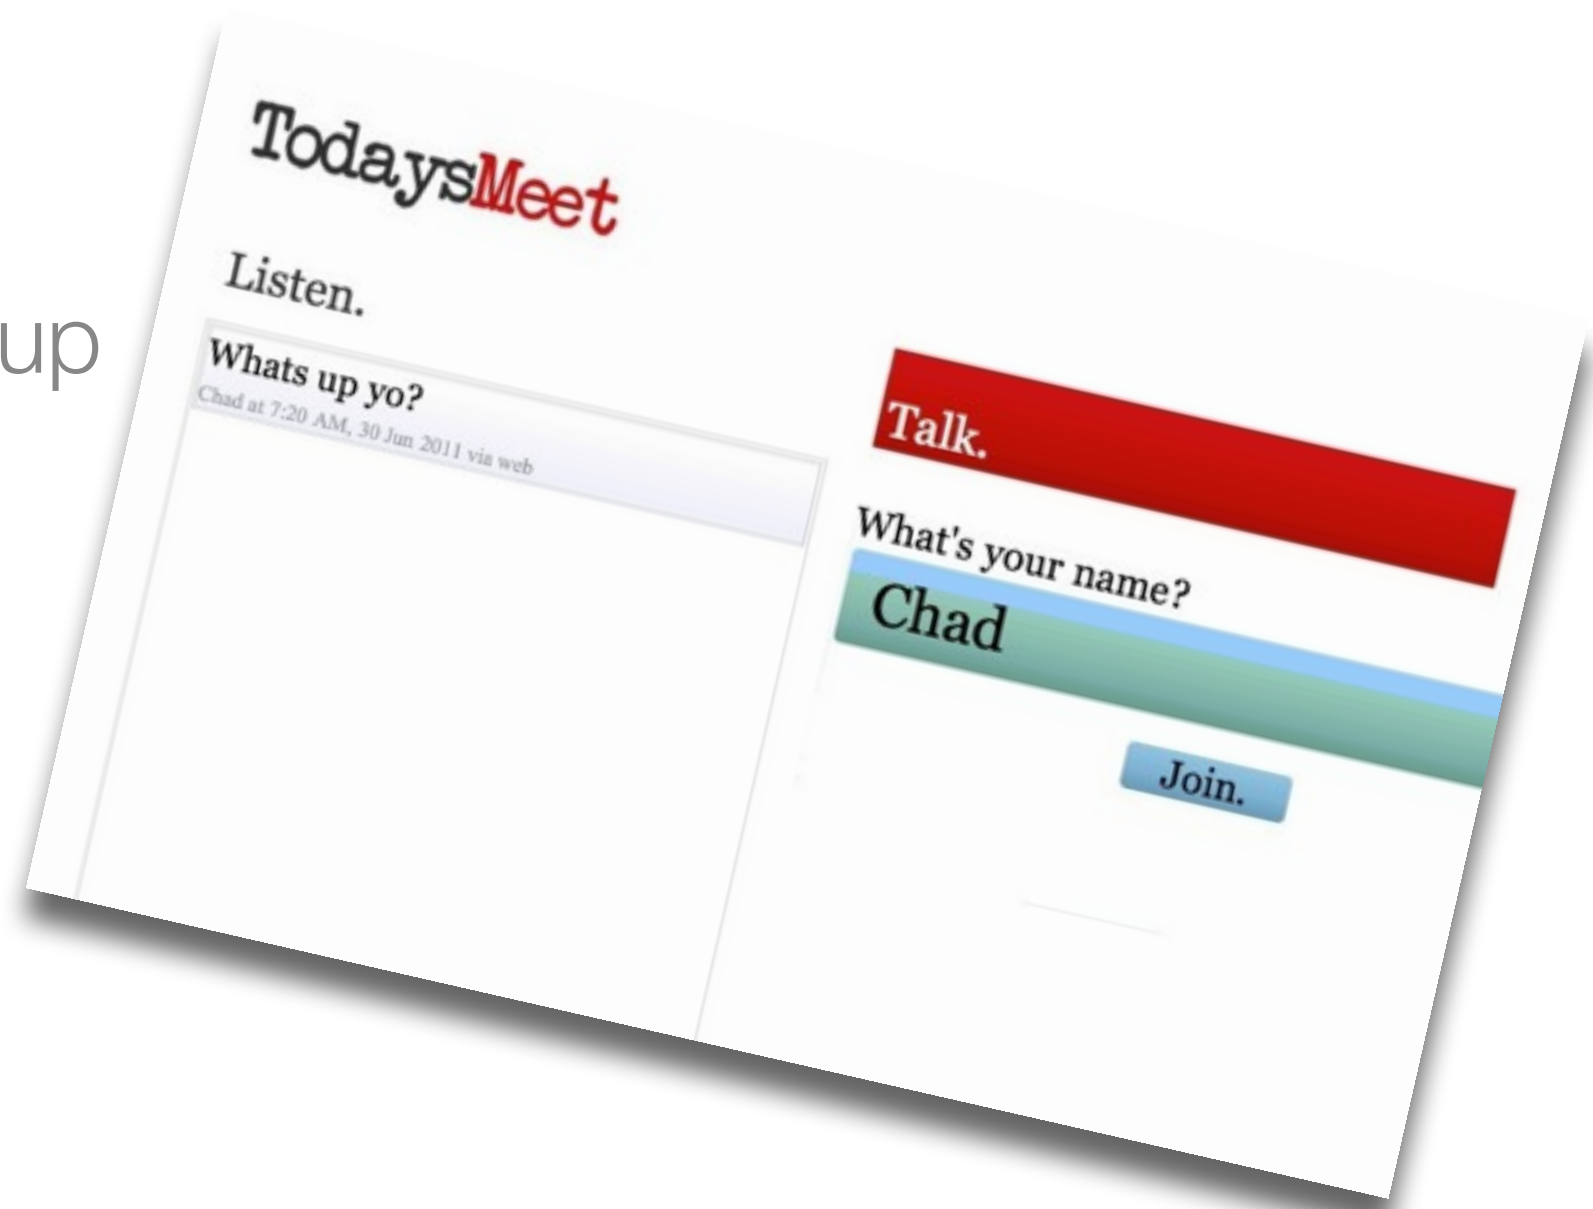 TodaysMeet
Listen.
up
Whats up yo?
Chad at 7:20 AM, 30 Jun 2011 via web
Talk.
What's your name?
Chad
Join.